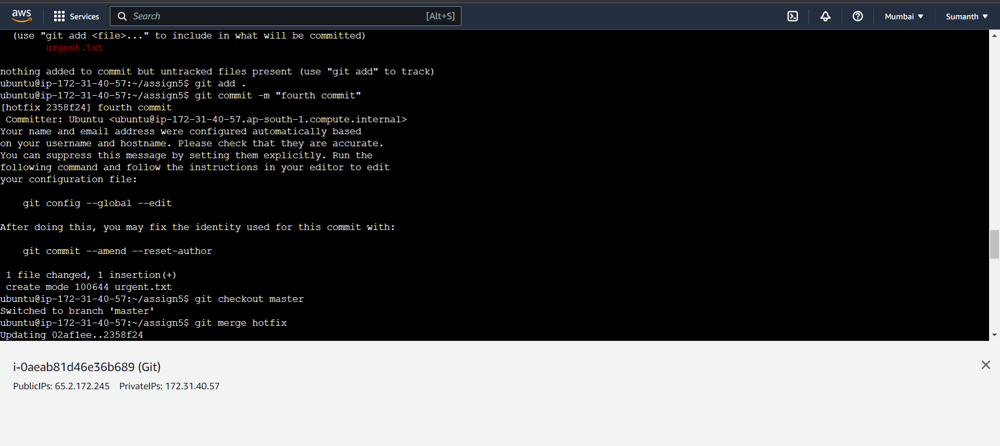 aws
Services
Search [Alt+S]
Mumbai
Sumanth
(use "git add <file>..." to include in what will be committed)
urgent.txt
nothing added to commit but untracked files present (use "git add" to track)
ubuntu@ip-172-31-40-57:~/assign5$ git add .
ubuntu@ip-172-31-40-57:~/assign5$ git commit -m "fourth commit"
[hotfix 2358f24] fourth commit
Committer: Ubuntu <ubuntu@ip-172-31-40-57.ap-south-1.compute.internal>
Your name and email address were configured automatically based
on your username and hostname. Please check that they are accurate.
You can suppress this message by setting them explicitly. Run the
following command and follow the instructions in your editor to edit
your configuration file:
git config --global --edit
After doing this, you may fix the identity used for this commit with:
git commit --amend --reset-author
1 file changed, 1 insertion(+)
create mode 100644 urgent.txt
ubuntu@ip-172-31-40-57:~/assign5$ git checkout master
Switched to branch 'master'
ubuntu@ip-172-31-40-57:~/assign5$ git merge hotfix
Updating 02af1ee..2358f24
i-0aeab81d46e36b689 (Git)
PublicIPs: 65.2.172.245 PrivateIPs: 172.31.40.57